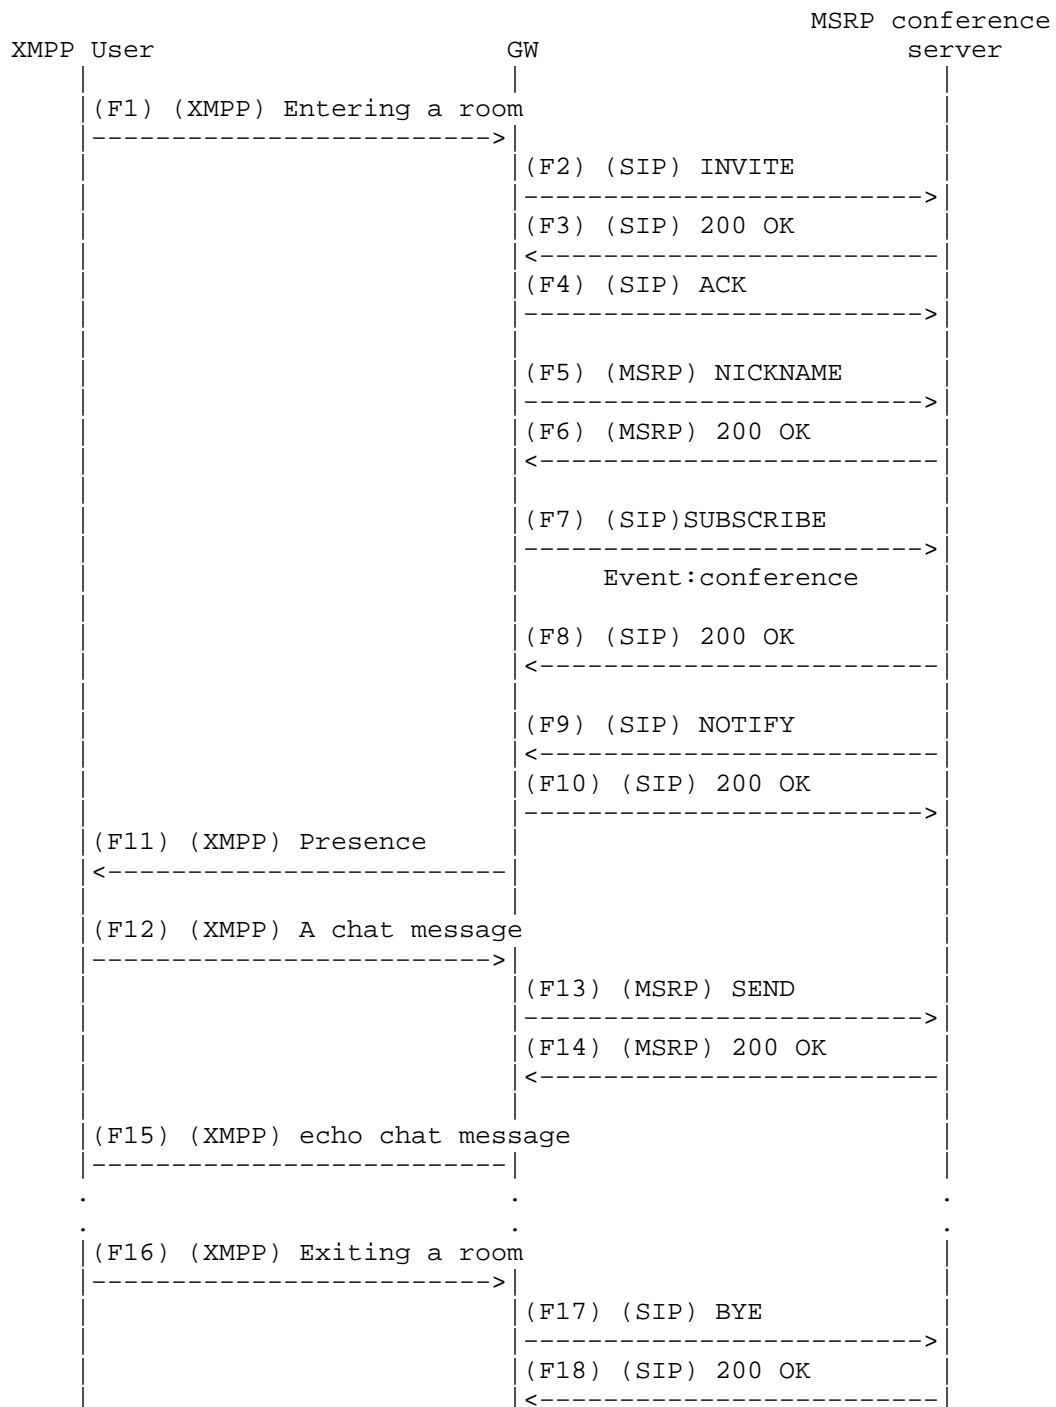 MSRP conference
XMPP User GW server
(F1) (XMPP) Entering a room
(F2) (SIP) INVITE
(F3) (SIP) 200 OK
(F4) (SIP) ACK
(F5) (MSRP) NICKNAME
(F6) (MSRP) 200 OK
(F7) (SIP)SUBSCRIBE
Event:conference
(F8) (SIP) 200 OK
(F9) (SIP) NOTIFY
(F10) (SIP) 200 OK
(F11) (XMPP) Presence
(F12) (XMPP) A chat message
(F13) (MSRP) SEND
(F14) (MSRP) 200 OK
(F15) (XMPP) echo chat message
(F16) (XMPP) Exiting a room
(F17) (SIP) BYE
(F18) (SIP) 200 OK